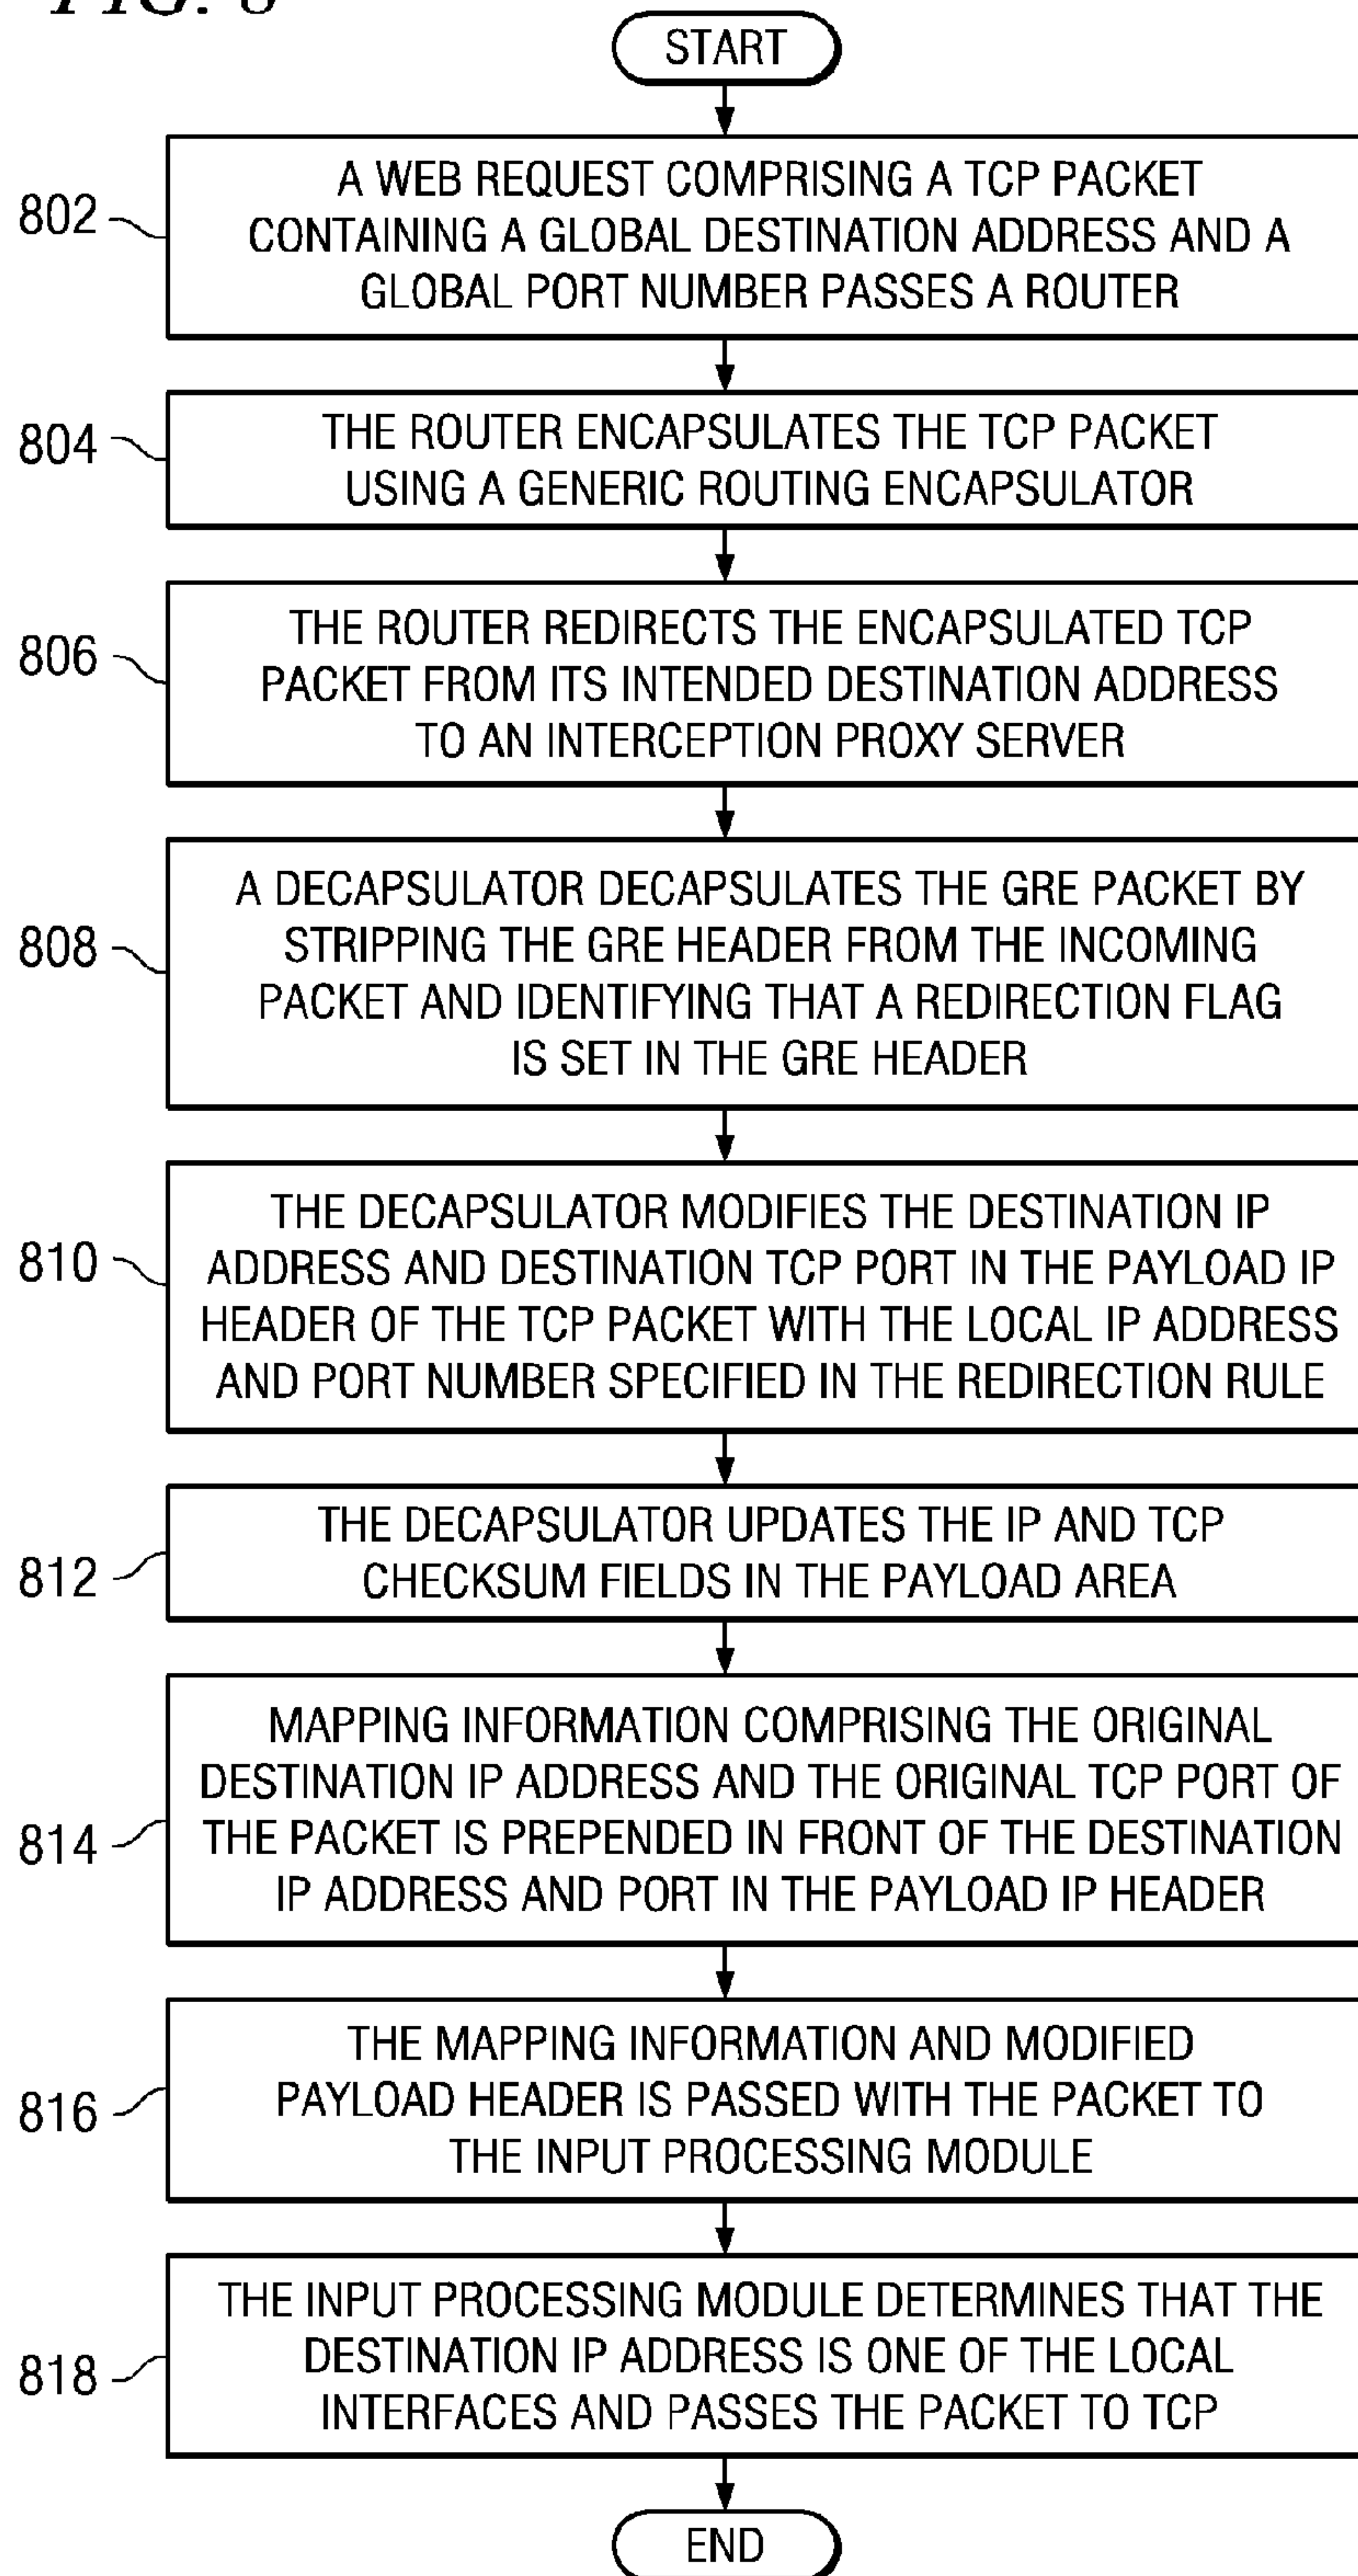 FIG. 8
START
802
A WEB REQUEST COMPRISING A TCP PACKET
CONTAINING A GLOBAL DESTINATION ADDRESS AND A
GLOBAL PORT NUMBER PASSES A ROUTER
804
THE ROUTER ENCAPSULATES THE TCP PACKET
USING A GENERIC ROUTING ENCAPSULATOR
806
THE ROUTER REDIRECTS THE ENCAPSULATED TCP
PACKET FROM ITS INTENDED DESTINATION ADDRESS
TO AN INTERCEPTION PROXY SERVER
808
A DECAPSULATOR DECAPSULATES THE GRE PACKET BY
STRIPPING THE GRE HEADER FROM THE INCOMING
PACKET AND IDENTIFYING THAT A REDIRECTION FLAG
IS SET IN THE GRE HEADER
810
THE DECAPSULATOR MODIFIES THE DESTINATION IP
ADDRESS AND DESTINATION TCP PORT IN THE PAYLOAD IP
HEADER OF THE TCP PACKET WITH THE LOCAL IP ADDRESS
AND PORT NUMBER SPECIFIED IN THE REDIRECTION RULE
812
THE DECAPSULATOR UPDATES THE IP AND TCP
CHECKSUM FIELDS IN THE PAYLOAD AREA
814
MAPPING INFORMATION COMPRISING THE ORIGINAL
DESTINATION IP ADDRESS AND THE ORIGINAL TCP PORT OF
THE PACKET IS PREPENDED IN FRONT OF THE DESTINATION
IP ADDRESS AND PORT IN THE PAYLOAD IP HEADER
816
THE MAPPING INFORMATION AND MODIFIED
PAYLOAD HEADER IS PASSED WITH THE PACKET TO
THE INPUT PROCESSING MODULE
818
THE INPUT PROCESSING MODULE DETERMINES THAT THE
DESTINATION IP ADDRESS IS ONE OF THE LOCAL
INTERFACES AND PASSES THE PACKET TO TCP
END